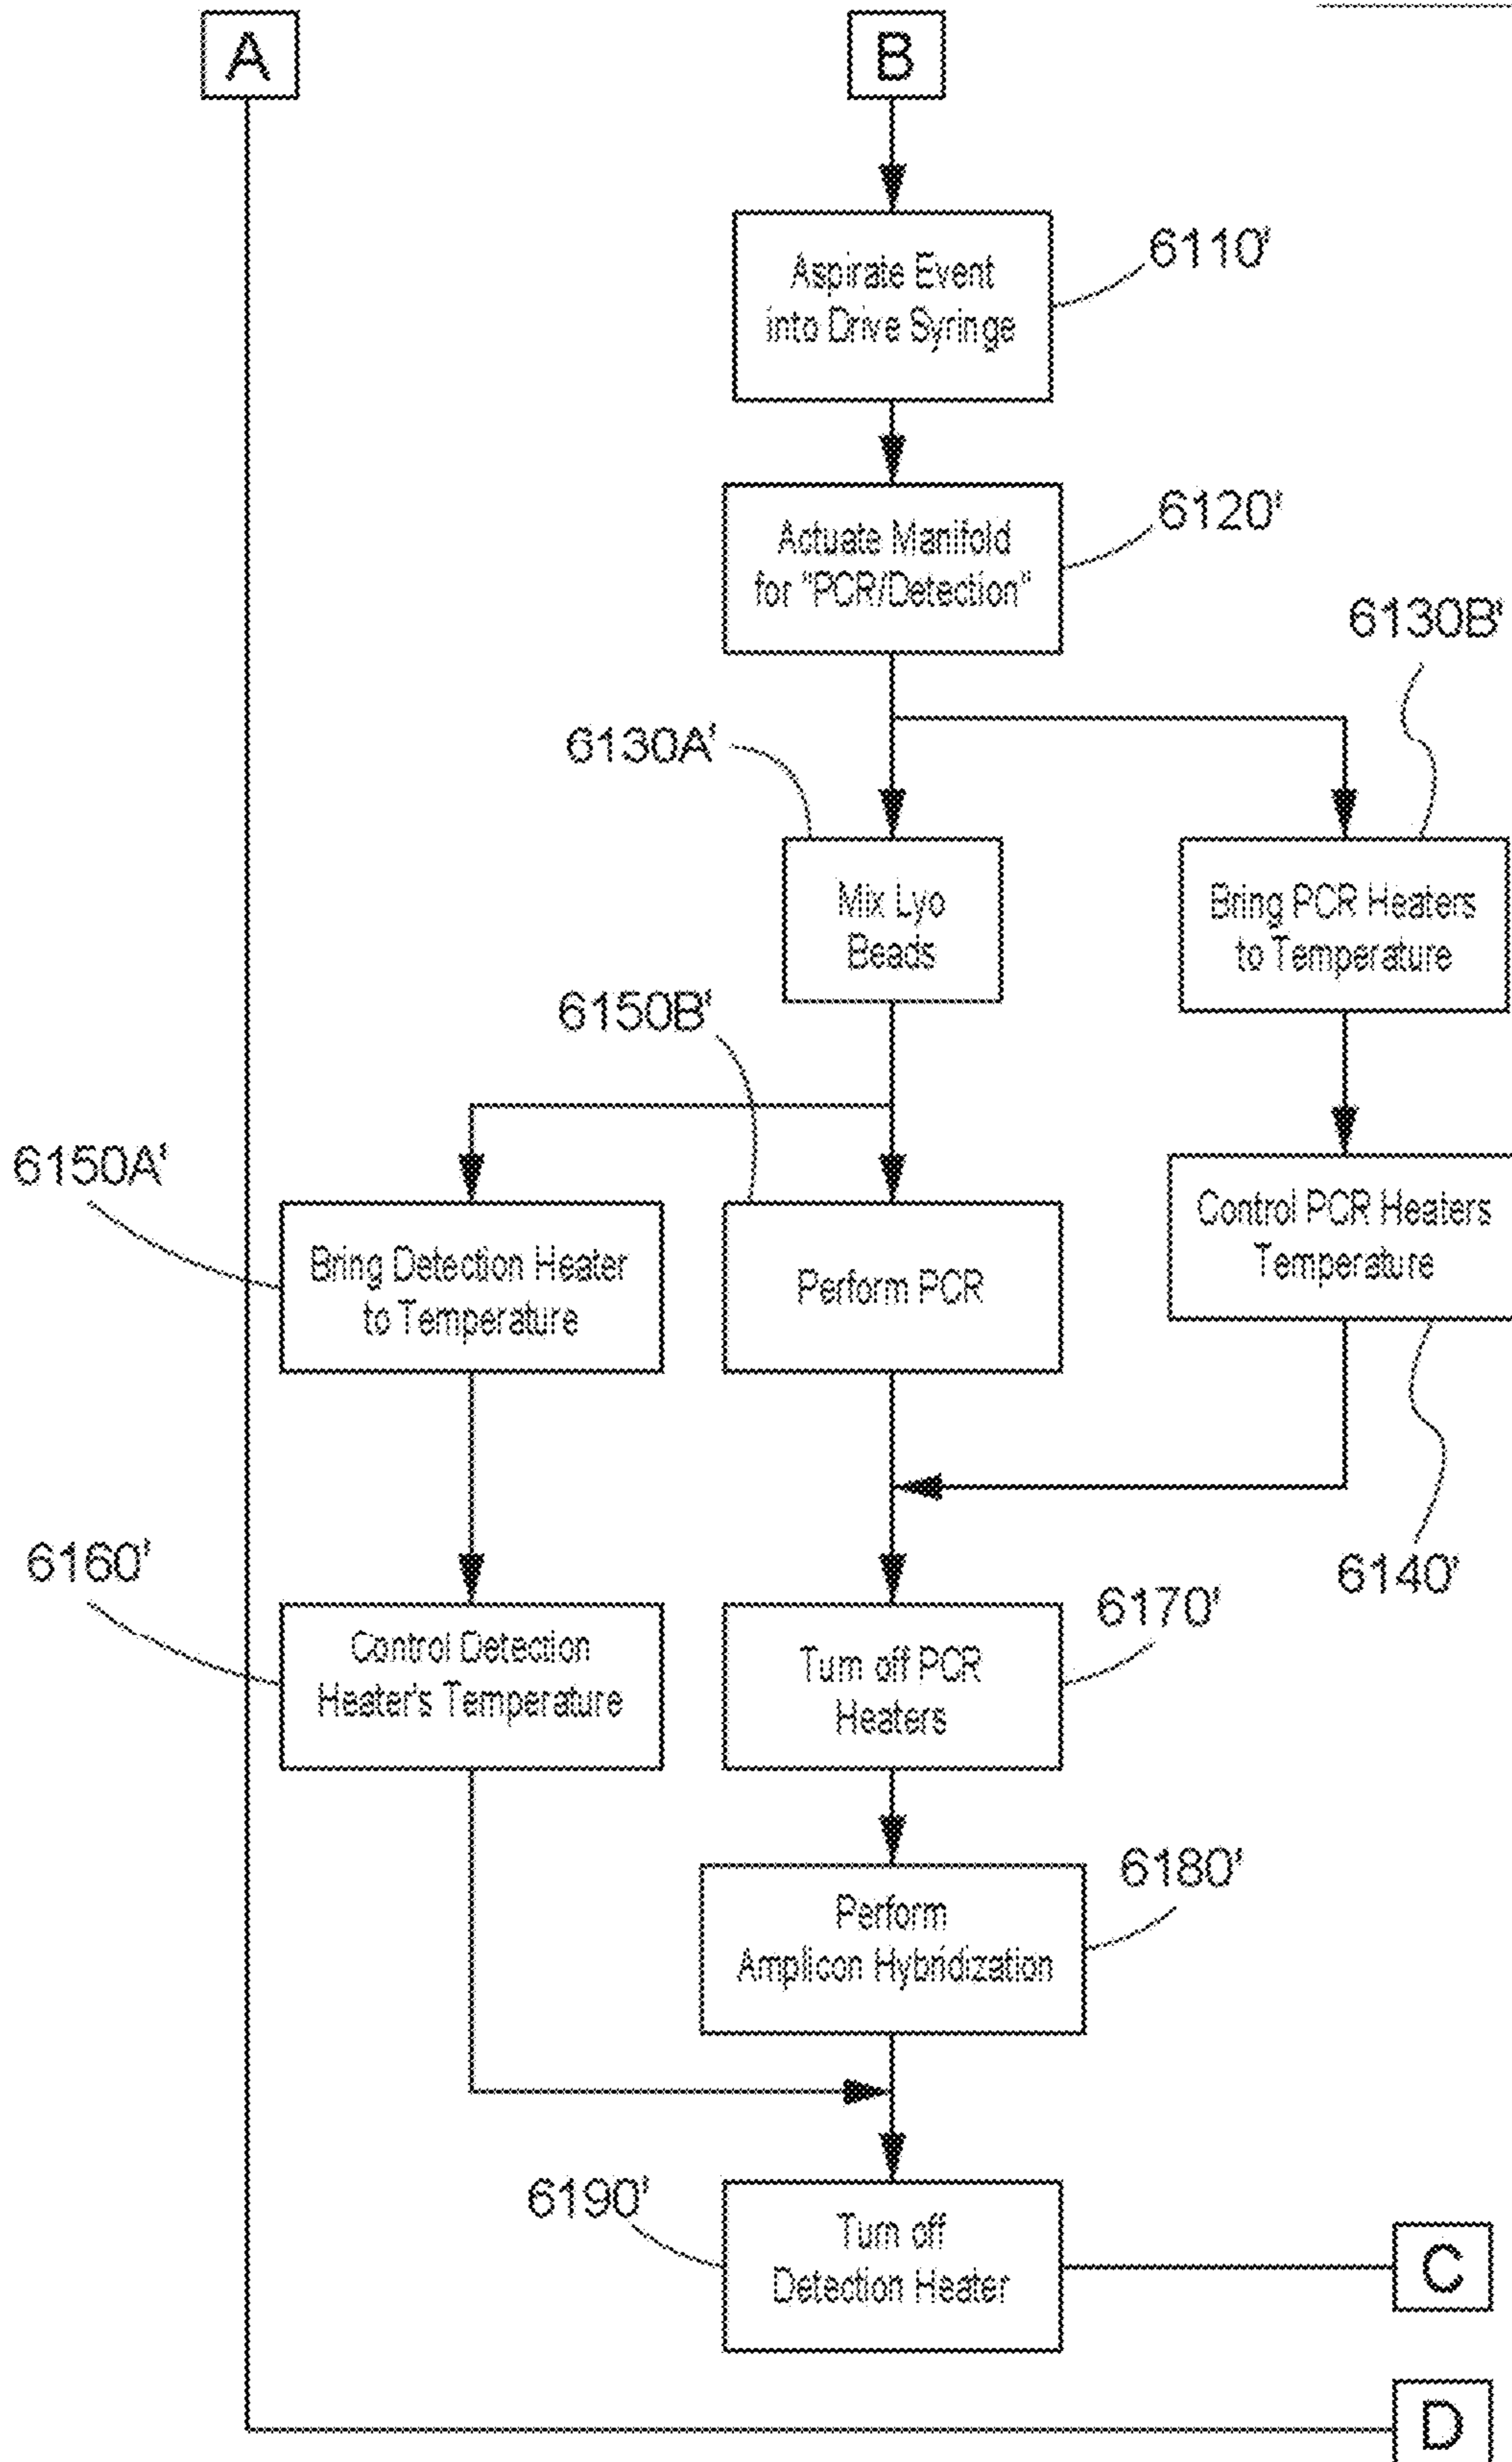 A
B
Aspirate Event
into Drive Syringe
6110'
Actuate Manifold
for "PCR/Detection"
6120'
6130B'
6130A'
Mix Lyo
Beads
Bring PCR Heaters
to Temperature
6150B'
6150A'
Bring Detection Heater
to Temperature
Perform PCR
Control PCR Heaters
Temperature
6140'
6160'
Control Detection
Heater's Temperature
Turn off PCR
Heaters
6170'
Perform
Amplicon Hybridization
6180'
6190'
Turn off
Detection Heater
C
D